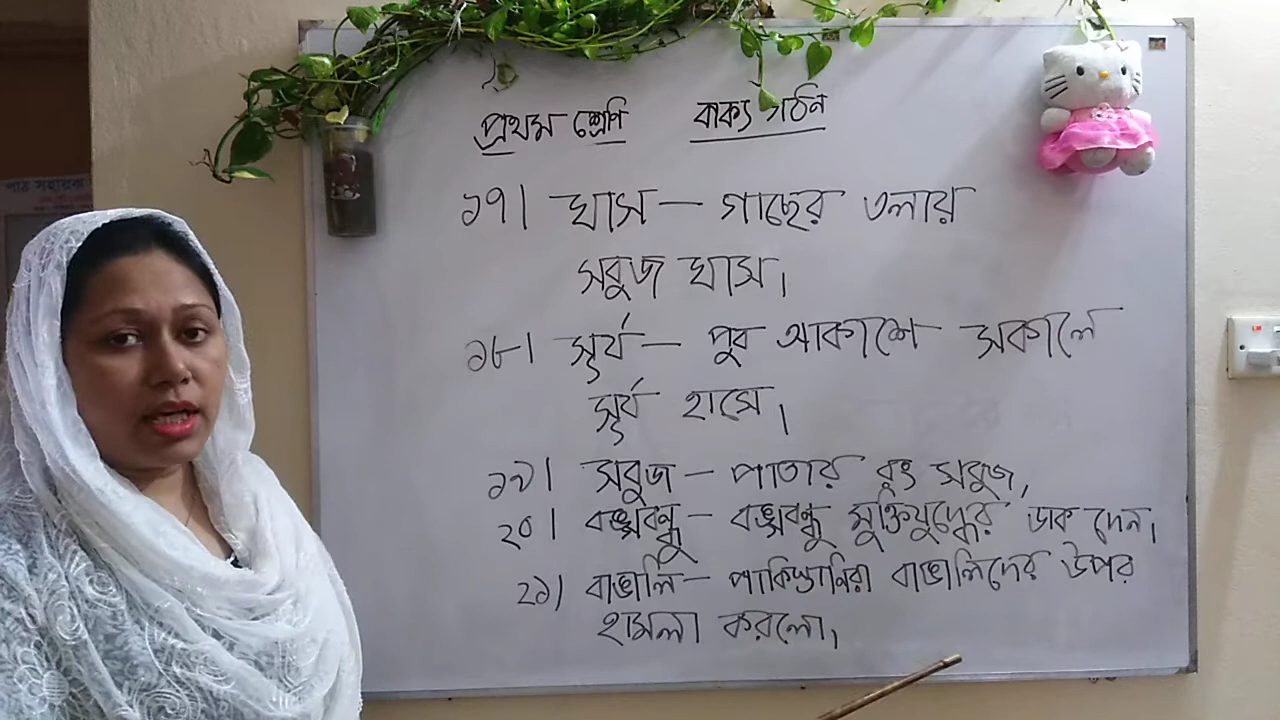 প্রথম শ্রেণি বাক্য গঠন
১৭। ঘাস — গাছের তলায়
সবুজ ঘাস।
১৮। সূর্য — পুব আকাশে সকালে
সূর্য হাসে।
১৯। সবুজ — পাতার রং সবুজ।
২০। বঙ্গবন্ধু — বঙ্গবন্ধু মুক্তিযুদ্ধের ডাক দেন।
২১। বাঙালি — পাকিস্তানিরা বাঙালিদের উপর
হামলা করলো।
পাঠ সহায়ক